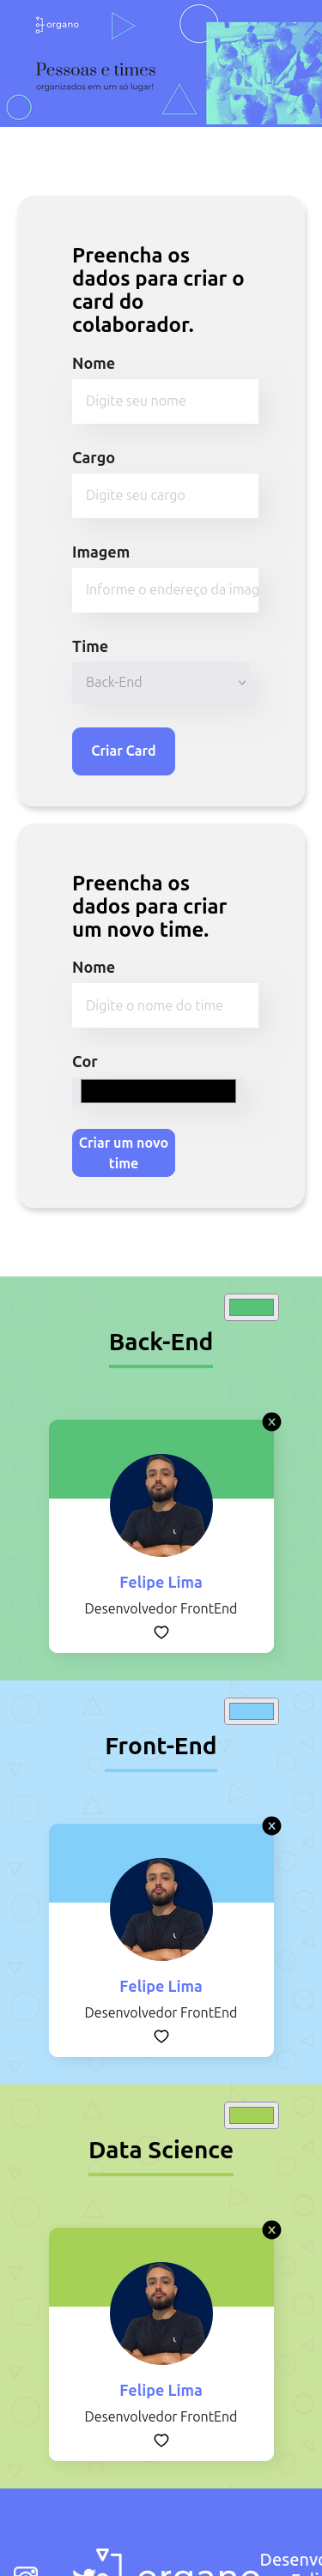 organo
Pessoas e times
organizados em um só lugar!
Preencha os
dados para criar o
card do
colaborador.
Nome
Digite seu nome
Cargo
Digite seu cargo
Imagem
Informe o endereço da imag
Time
Back-End
Criar Card
Preencha os
dados para criar
um novo time.
Nome
Digite o nome do time
Cor
Criar um novo
time
Back-End
X
Felipe Lima
Desenvolvedor FrontEnd
Front-End
X
Felipe Lima
Desenvolvedor FrontEnd
Data Science
X
Felipe Lima
Desenvolvedor FrontEnd
Desenvo
organo